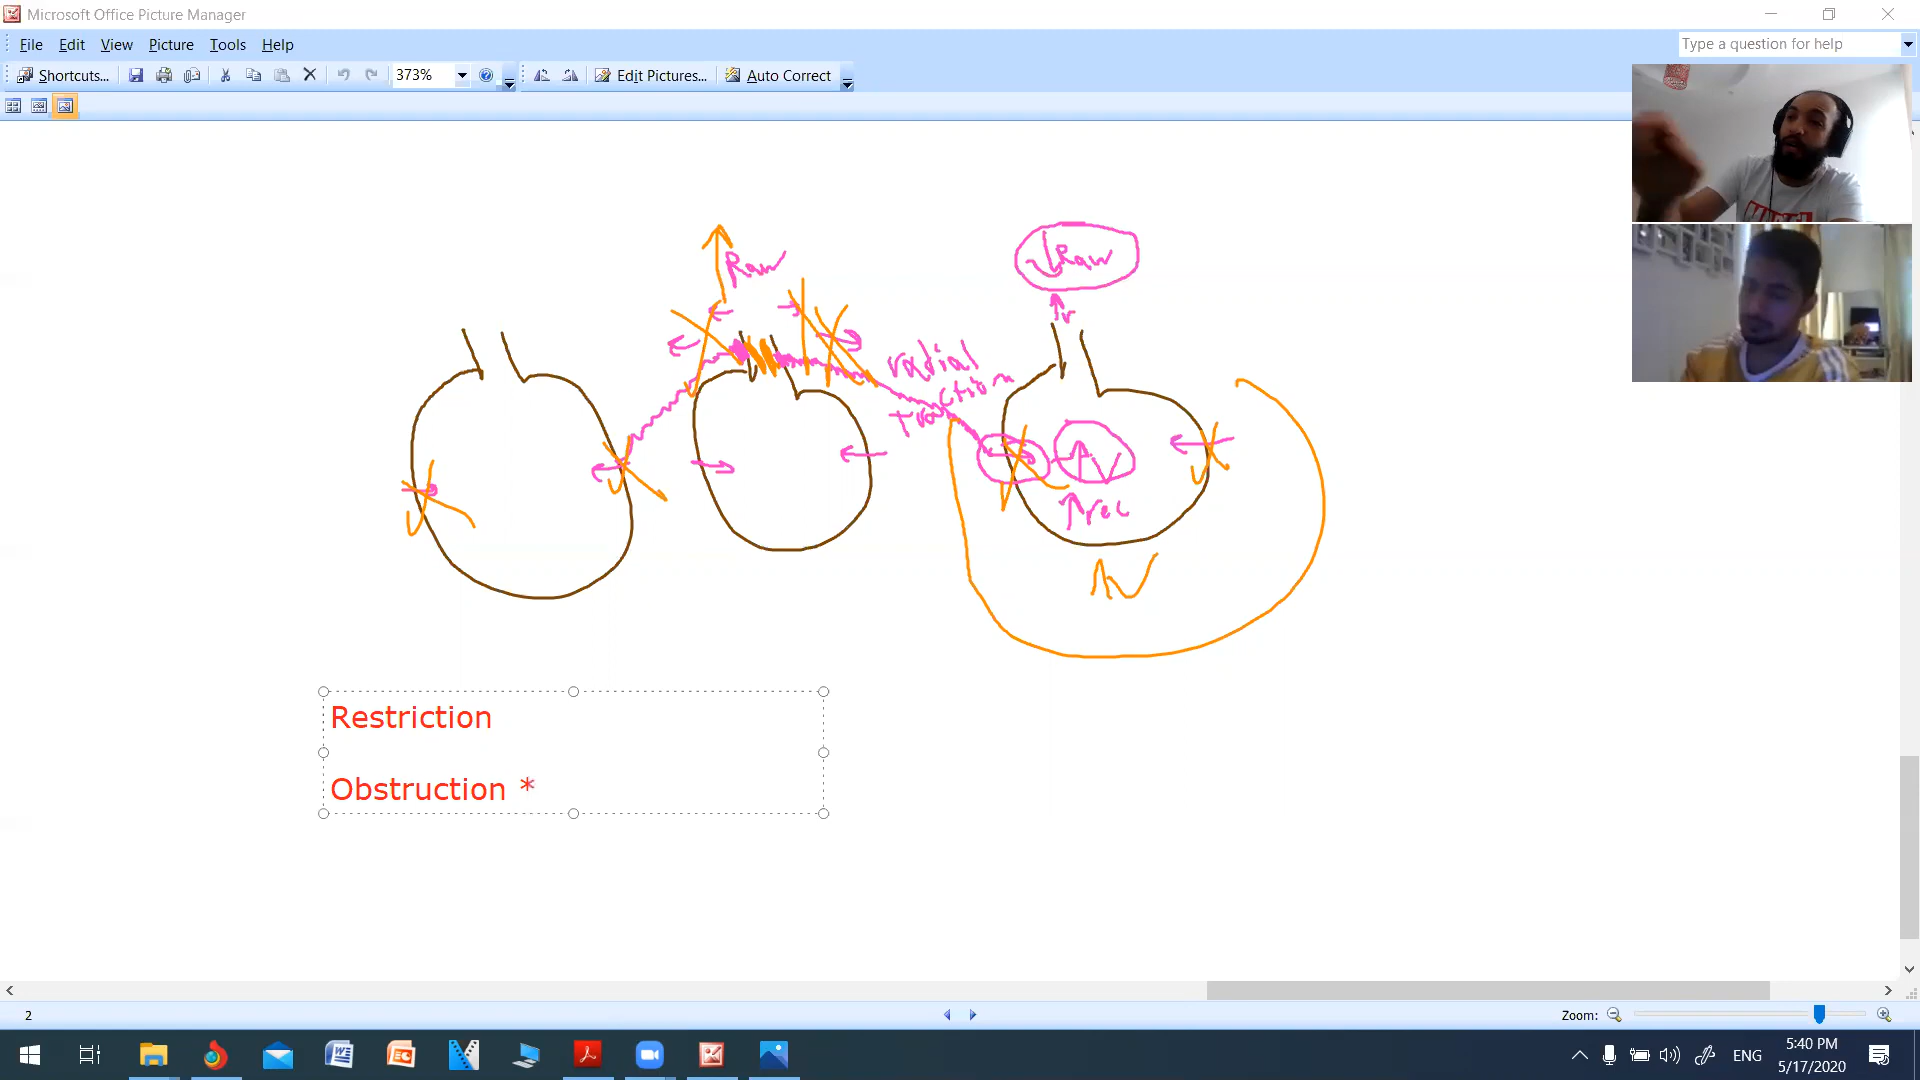 Microsoft Office Picture Manager
File Edit View Picture Tools Help
Type a question for help
Shortcuts... 373% Edit Pictures... Auto Correct
Raw
↓Raw
r
radial
traction
↑V
↑rec
↑V
Restriction
Obstruction *
2
Zoom:
ENG
5:40 PM
5/17/2020